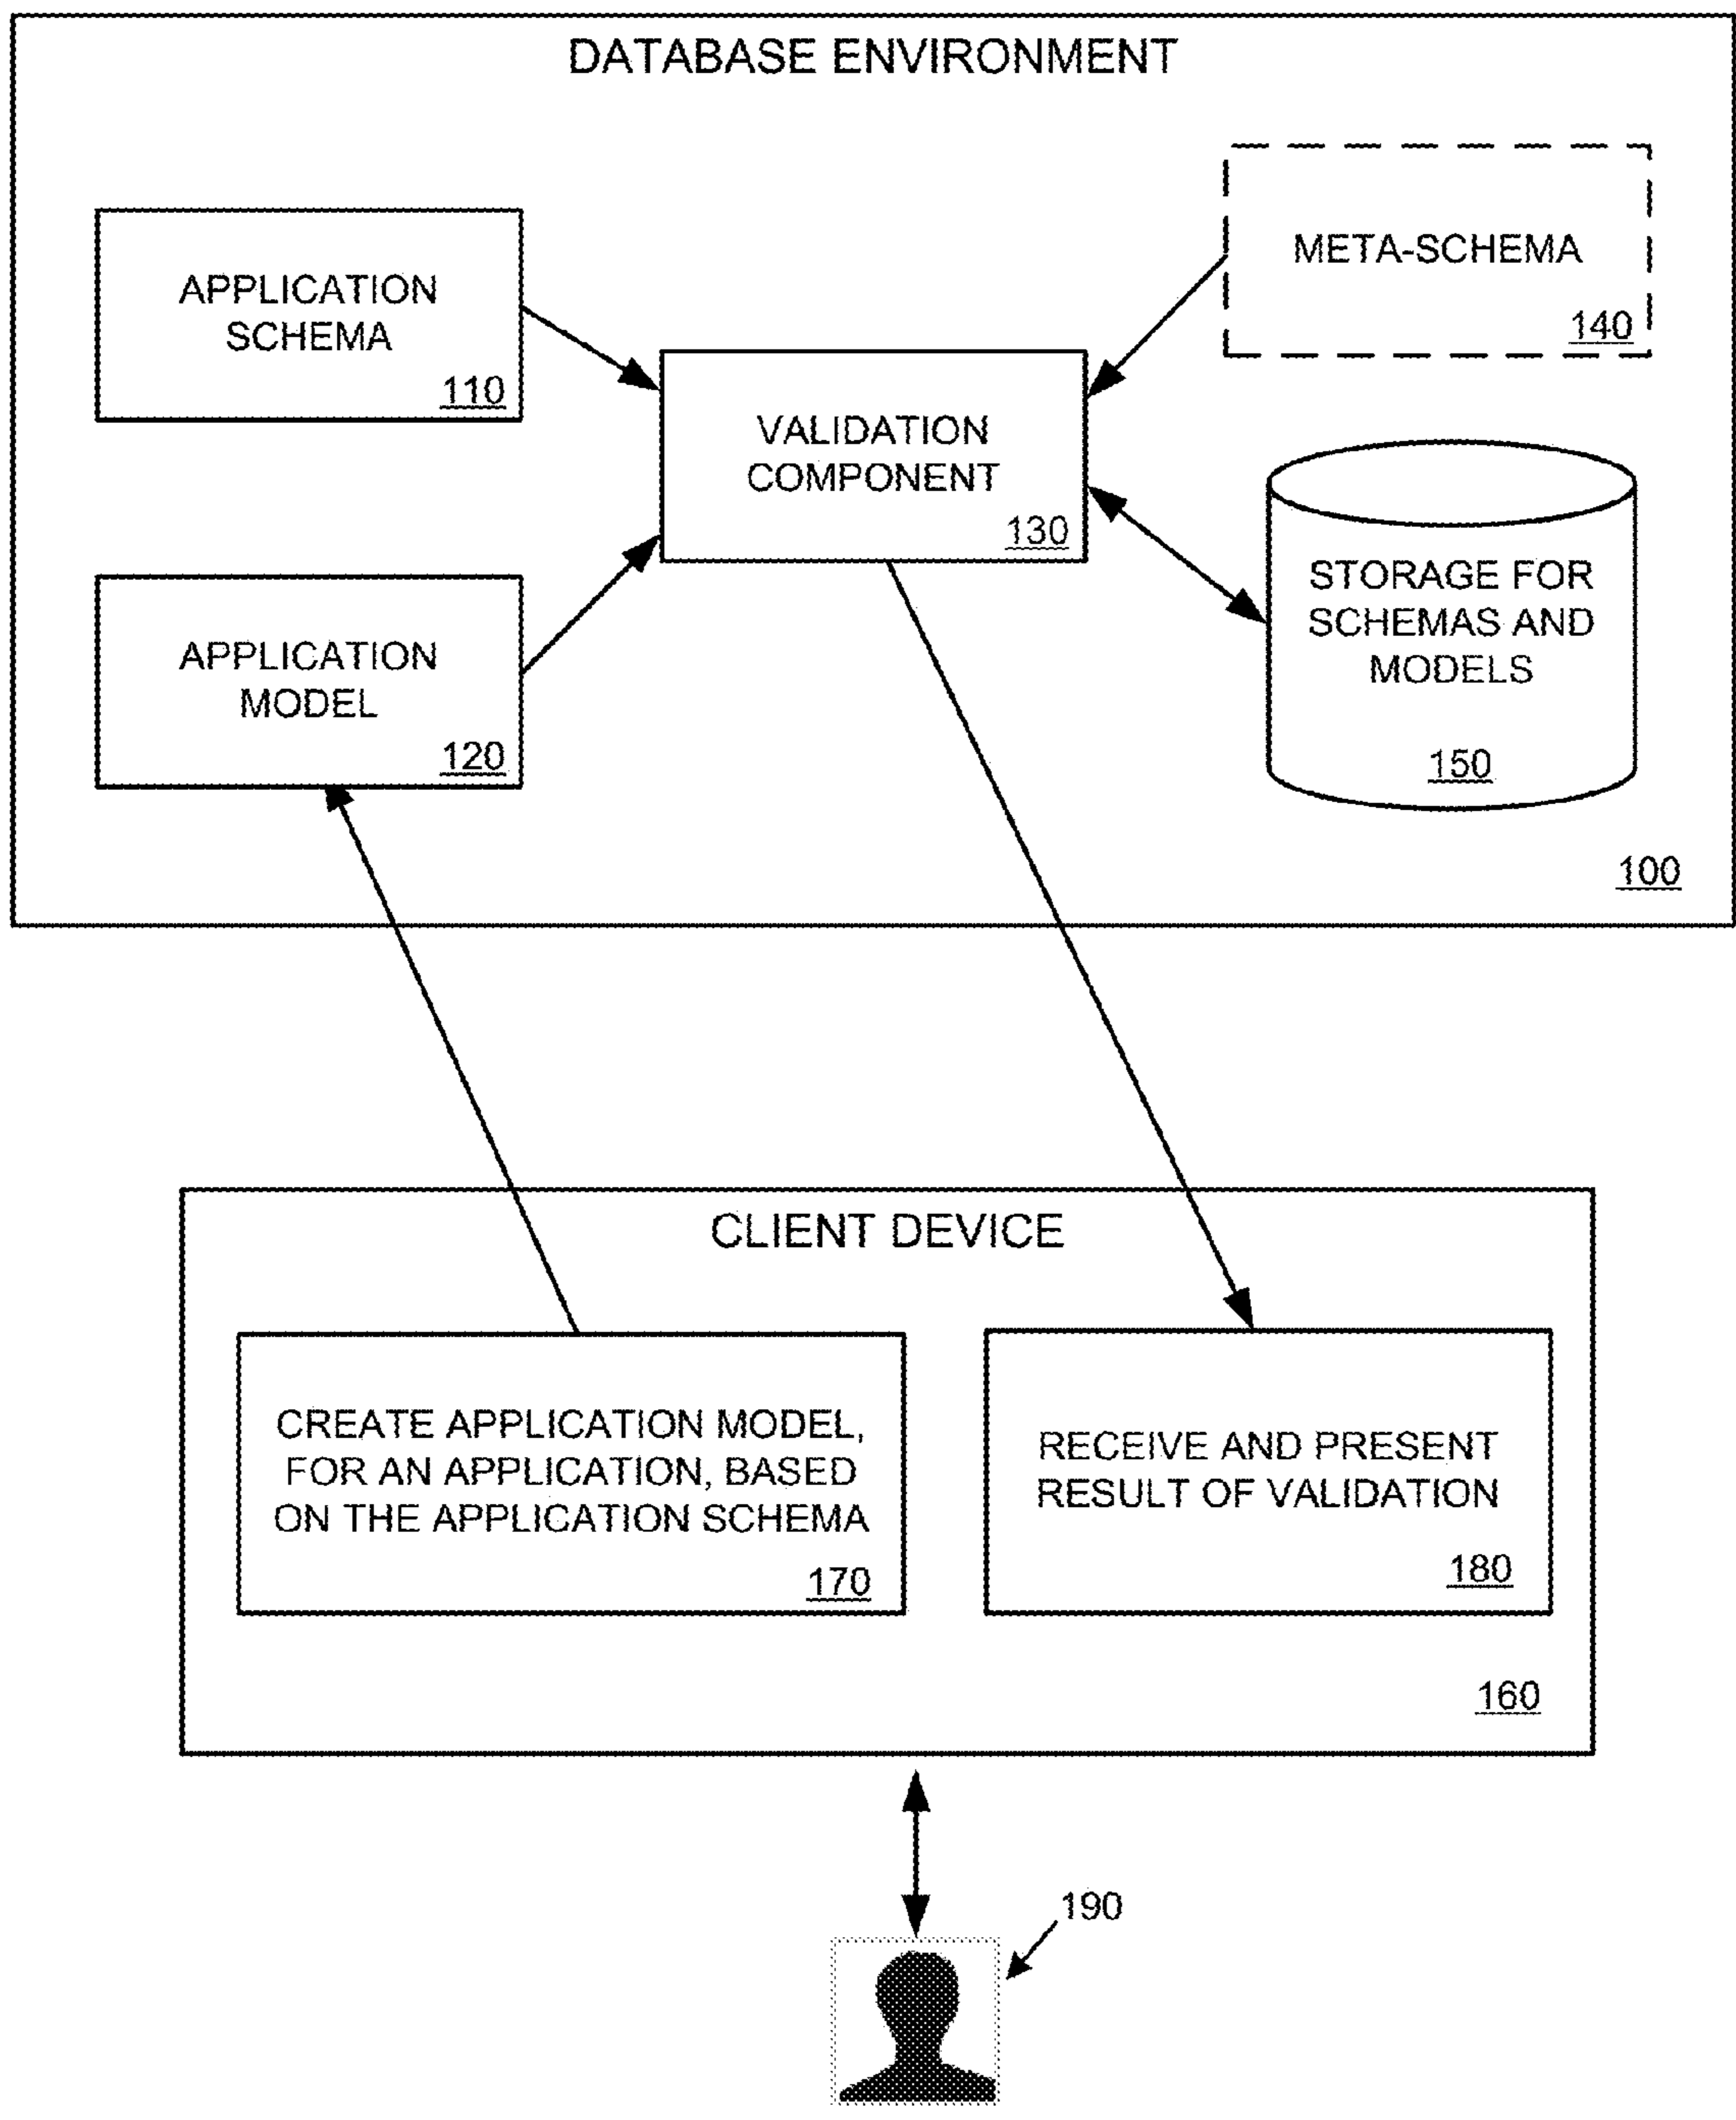 DATABASE ENVIRONMENT
APPLICATION
SCHEMA
110
META-SCHEMA
140
VALIDATION
COMPONENT
130
APPLICATION
MODEL
120
STORAGE FOR
SCHEMAS AND
MODELS
150
100
CLIENT DEVICE
CREATE APPLICATION MODEL,
FOR AN APPLICATION, BASED
ON THE APPLICATION SCHEMA
170
RECEIVE AND PRESENT
RESULT OF VALIDATION
180
160
190